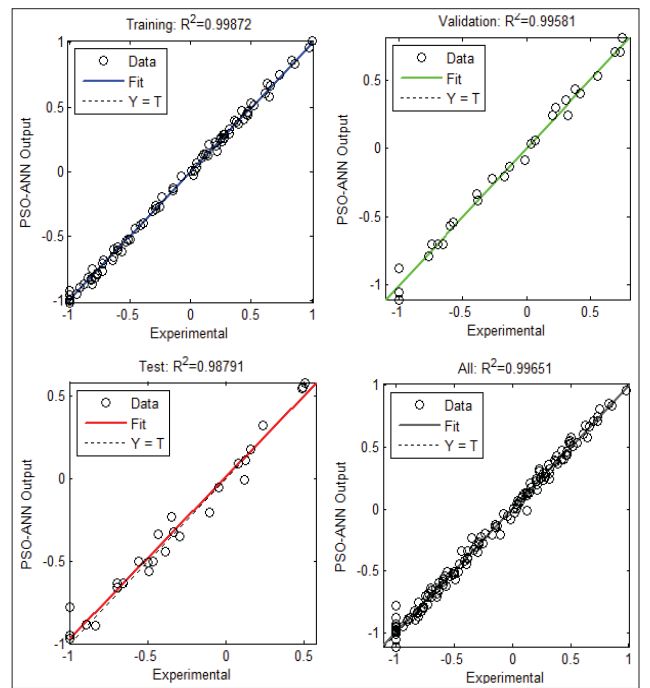 Training: R²=0.99872
Data
Fit
Y = T
PSO-ANN Output
1
0.5
0
-0.5
-1
-1
-0.5
0
0.5
1
Experimental
Validation: R²=0.99581
Data
Fit
Y = T
PSO-ANN Output
0.5
0
-0.5
-1
-1
-0.5
0
0.5
Experimental
Test: R²=0.98791
Data
Fit
Y = T
PSO-ANN Output
0.5
0
-0.5
-1
-1
-0.5
0
0.5
Experimental
All: R²=0.99651
Data
Fit
Y = T
PSO-ANN Output
1
0.5
0
-0.5
-1
-1
-0.5
0
0.5
1
Experimental